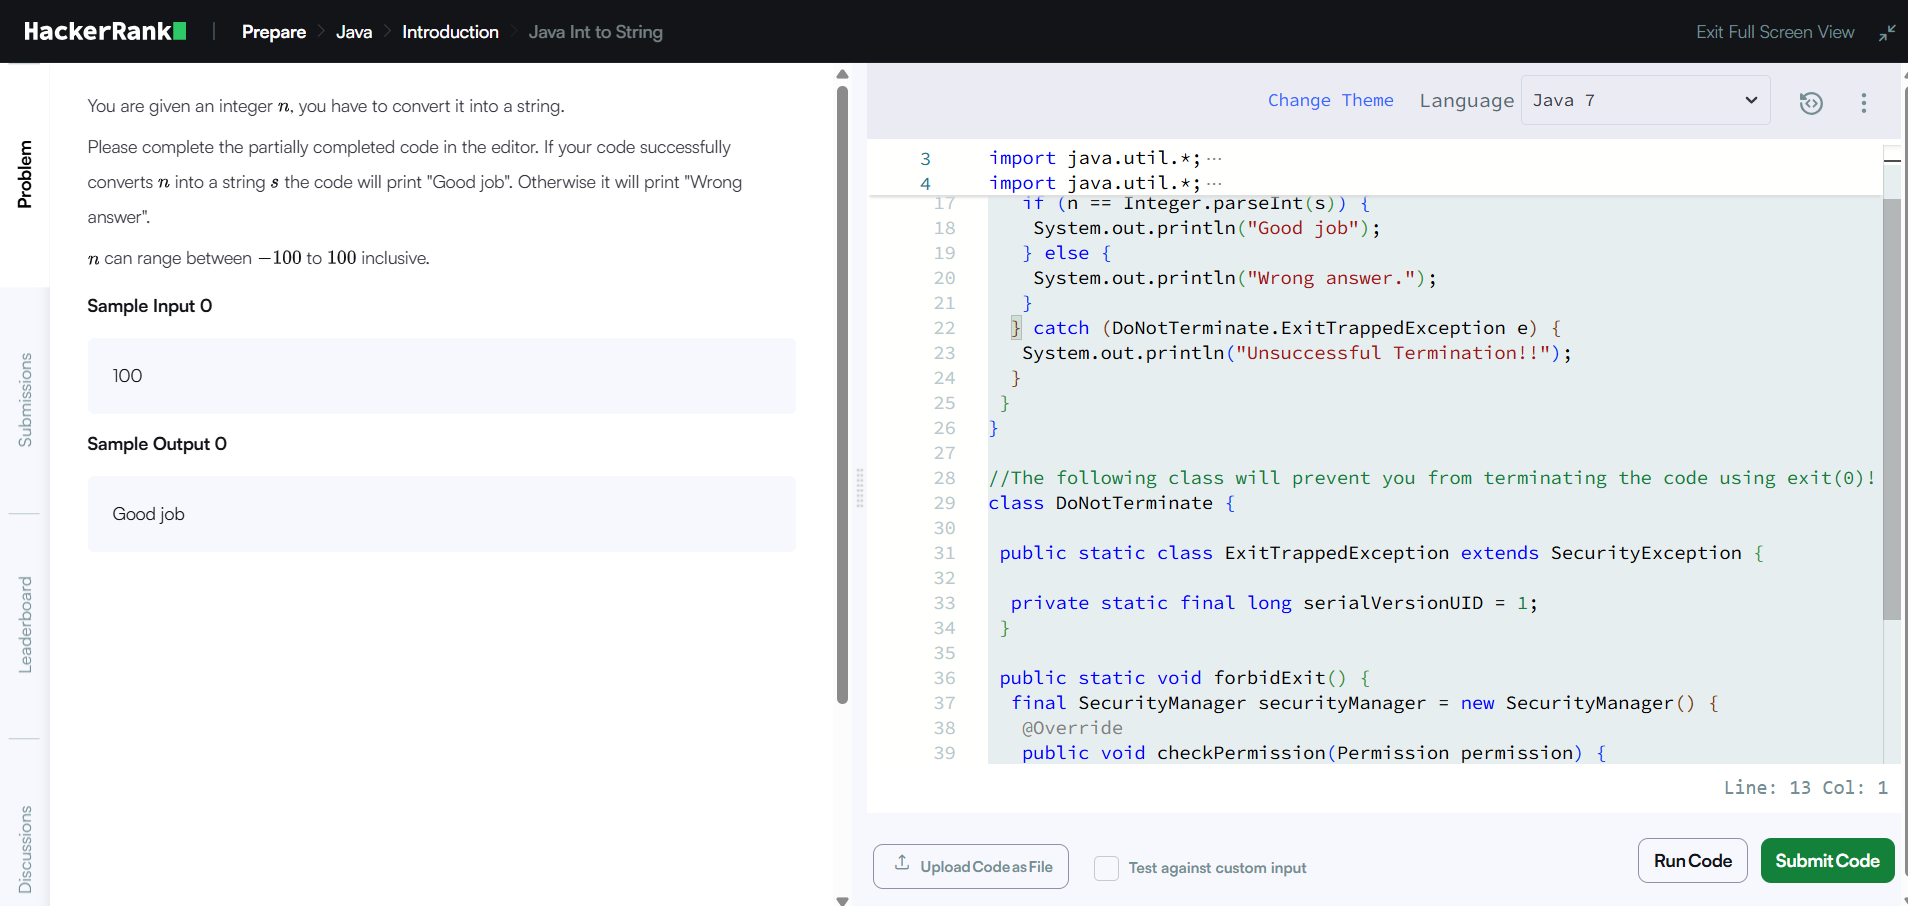 HackerRank | Prepare > Java > Introduction > Java Int to String
Exit Full Screen View
Problem
Submissions
Leaderboard
Discussions
You are given an integer n, you have to convert it into a string.
Please complete the partially completed code in the editor. If your code successfully
converts n into a string s the code will print "Good job". Otherwise it will print "Wrong
answer".
n can range between −100 to 100 inclusive.
Sample Input 0
100
Sample Output 0
Good job
Change Theme Language Java 7
3 import java.util.*;···
4 import java.util.*;···
17 if (n == Integer.parseInt(s)) {
18 System.out.println("Good job");
19 } else {
20 System.out.println("Wrong answer.");
21 }
22 } catch (DoNotTerminate.ExitTrappedException e) {
23 System.out.println("Unsuccessful Termination!!");
24 }
25 }
26 }
27
28 //The following class will prevent you from terminating the code using exit(0)!
29 class DoNotTerminate {
30
31 public static class ExitTrappedException extends SecurityException {
32
33 private static final long serialVersionUID = 1;
34 }
35
36 public static void forbidExit() {
37 final SecurityManager securityManager = new SecurityManager() {
38 @Override
39 public void checkPermission(Permission permission) {
Line: 13 Col: 1
Upload Code as File
Test against custom input
Run Code
Submit Code